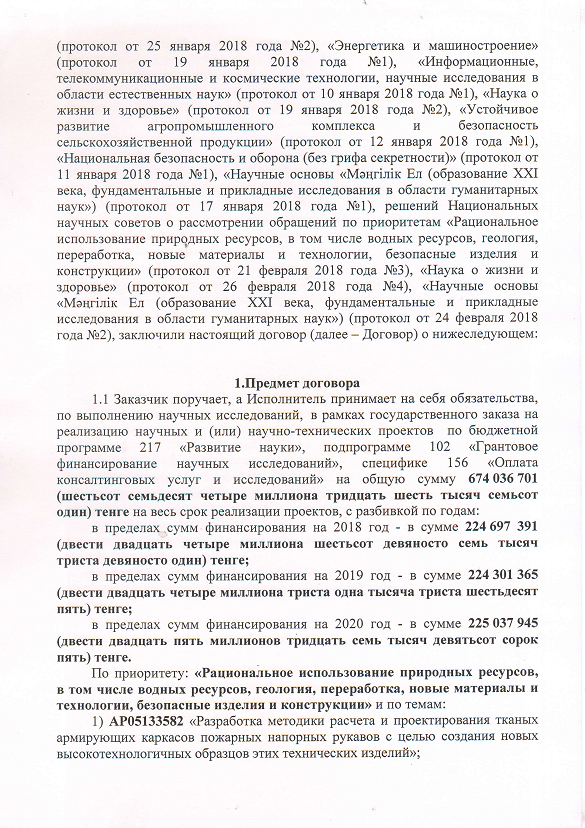 (протокол от 25 января 2018 года №2), «Энергетика и машиностроение»
(протокол от 19 января 2018 года №1), «Информационные,
телекоммуникационные и космические технологии, научные исследования в
области естественных наук» (протокол от 10 января 2018 года №1), «Наука о
жизни и здоровье» (протокол от 19 января 2018 года №2), «Устойчивое
развитие агропромышленного комплекса и безопасность
сельскохозяйственной продукции» (протокол от 12 января 2018 года №1),
«Национальная безопасность и оборона (без грифа секретности)» (протокол от
11 января 2018 года №1), «Научные основы «Мәңгілік Ел (образование XXI
века, фундаментальные и прикладные исследования в области гуманитарных
наук») (протокол от 17 января 2018 года №1), решений Национальных
научных советов о рассмотрении обращений по приоритетам «Рациональное
использование природных ресурсов, в том числе водных ресурсов, геология,
переработка, новые материалы и технологии, безопасные изделия и
конструкции» (протокол от 21 февраля 2018 года №3), «Наука о жизни и
здоровье» (протокол от 26 февраля 2018 года №4), «Научные основы
«Мәңгілік Ел (образование XXI века, фундаментальные и прикладные
исследования в области гуманитарных наук») (протокол от 24 февраля 2018
года №2), заключили настоящий договор (далее – Договор) о нижеследующем:
1.Предмет договора
1.1 Заказчик поручает, а Исполнитель принимает на себя обязательства,
по выполнению научных исследований, в рамках государственного заказа на
реализацию научных и (или) научно-технических проектов по бюджетной
программе 217 «Развитие науки», подпрограмме 102 «Грантовое
финансирование научных исследований», специфике 156 «Оплата
консалтинговых услуг и исследований» на общую сумму 674 036 701
(шестьсот семьдесят четыре миллиона тридцать шесть тысяч семьсот
один) тенге на весь срок реализации проектов, с разбивкой по годам:
в пределах сумм финансирования на 2018 год - в сумме 224 697 391
(двести двадцать четыре миллиона шестьсот девяносто семь тысяч
триста девяносто один) тенге;
в пределах сумм финансирования на 2019 год - в сумме 224 301 365
(двести двадцать четыре миллиона триста одна тысяча триста шестьдесят
пять) тенге;
в пределах сумм финансирования на 2020 год - в сумме 225 037 945
(двести двадцать пять миллионов тридцать семь тысяч девятьсот сорок
пять) тенге.
По приоритету: «Рациональное использование природных ресурсов,
в том числе водных ресурсов, геология, переработка, новые материалы и
технологии, безопасные изделия и конструкции» и по темам:
1) AP05133582 «Разработка методики расчета и проектирования тканых
армирующих каркасов пожарных напорных рукавов с целью создания новых
высокотехнологичных образцов этих технических изделий»;